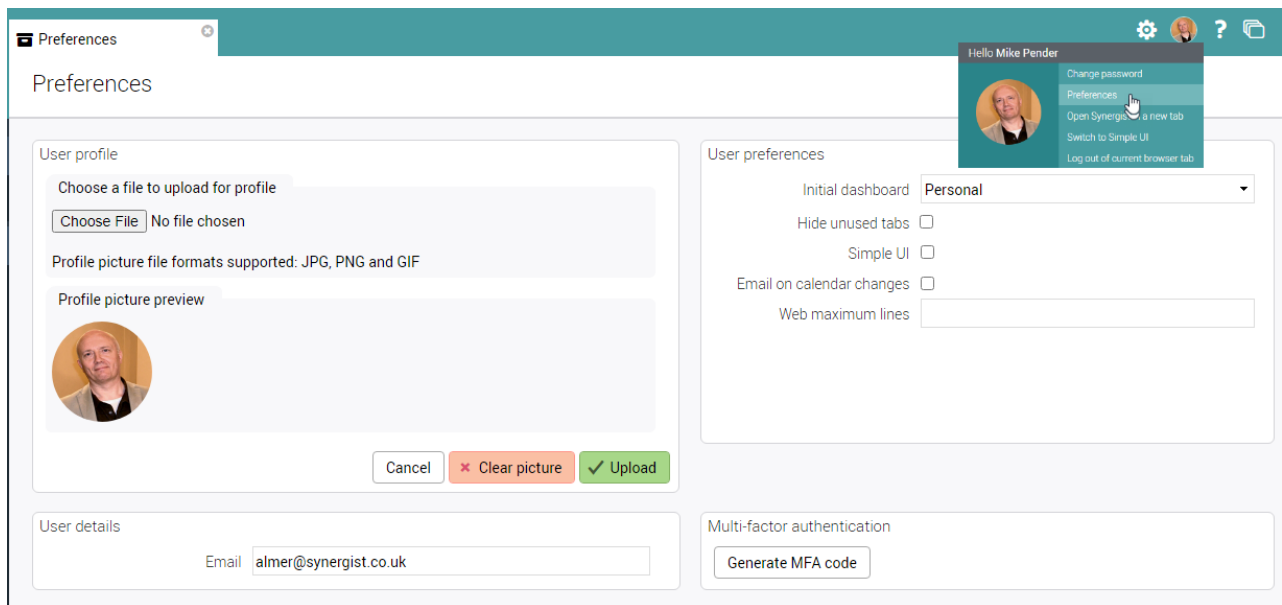 Preferences
?
Hello Mike Pender
Change password
Preferences
Open Synergis a new tab
Switch to Simple UI
Log out of current browser tab
Preferences
User profile
Choose a file to upload for profile
Choose File No file chosen
Profile picture file formats supported: JPG, PNG and GIF
Profile picture preview
Cancel
Clear picture
Upload
User preferences
Initial dashboard Personal
Hide unused tabs
Simple UI
Email on calendar changes
Web maximum lines
User details
Email almer@synergist.co.uk
Multi-factor authentication
Generate MFA code